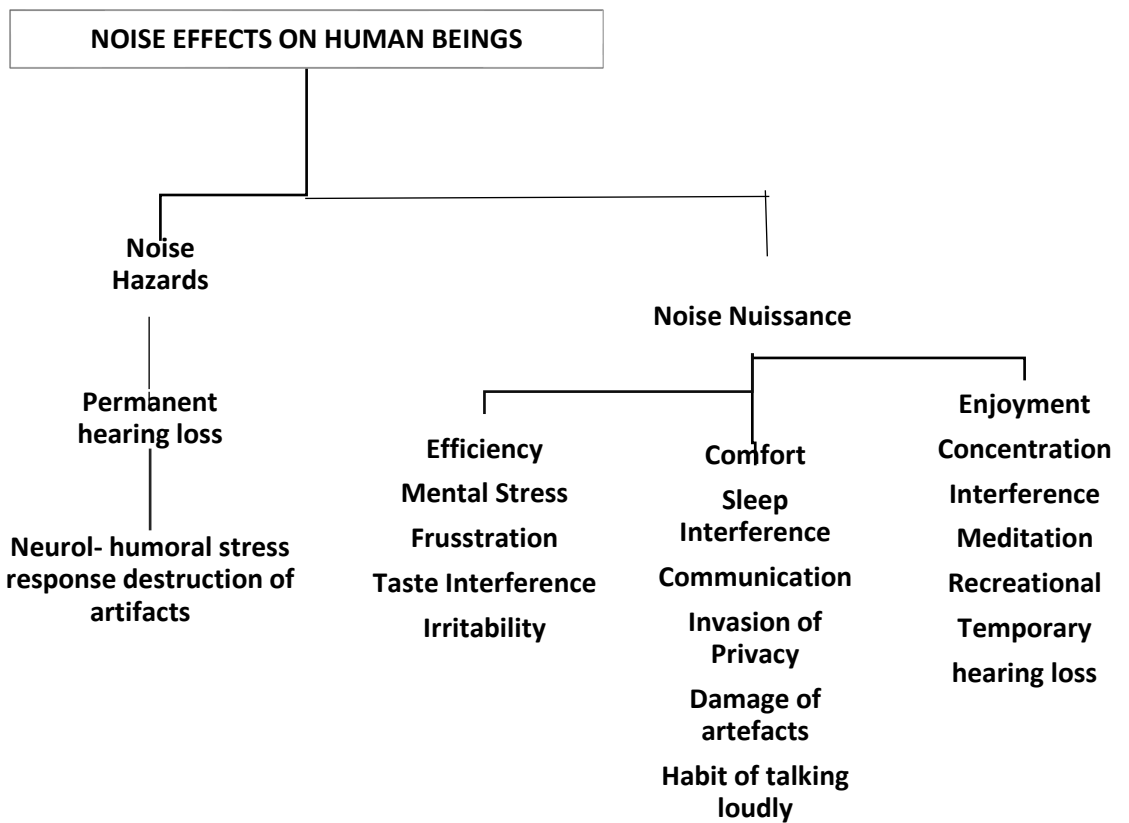 NOISE EFFECTS ON HUMAN BEINGS
Noise
Hazards
Permanent
hearing loss
Neurol- humoral stress
response destruction of
artifacts
Noise Nuissance
Efficiency
Mental Stress
Frusstration
Taste Interference
Irritability
Comfort
Sleep
Interference
Communication
Invasion of
Privacy
Damage of
artefacts
Habit of talking
loudly
Enjoyment
Concentration
Interference
Meditation
Recreational
Temporary
hearing loss